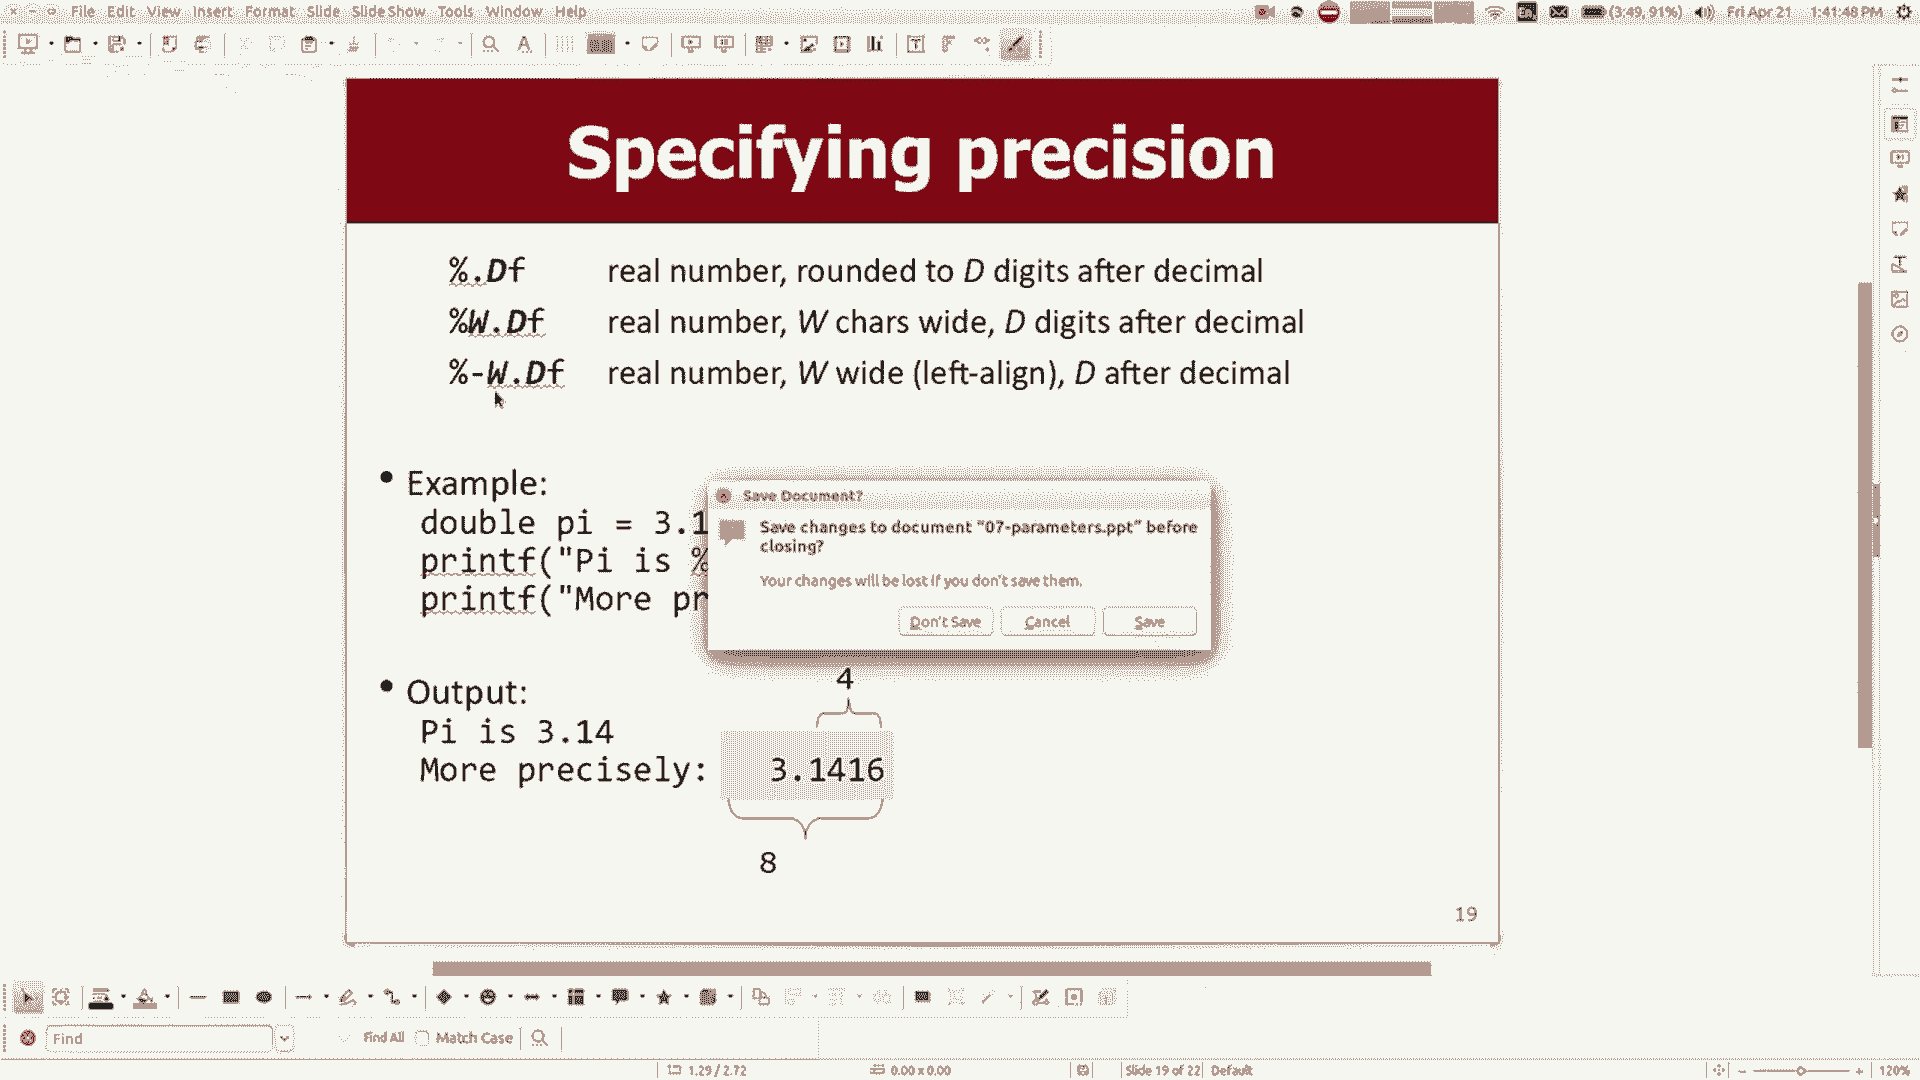 File Edit View Insert Format Slide Slide Show Tools Window Help
(3:49, 91%) Fri Apr 21 1:41:48 PM
Specifying precision
%.Df real number, rounded to D digits after decimal
%W.Df real number, W chars wide, D digits after decimal
%-W.Df real number, W wide (left-align), D after decimal
• Example:
double pi = 3.1
printf("Pi is %
printf("More pr
Save Document?
Save changes to document "07-parameters.ppt" before
closing?
Your changes will be lost if you don't save them.
Don't Save Cancel Save
4
• Output:
Pi is 3.14
More precisely: 3.1416
8
19
Find Find All Match Case
1.29 / 2.72 0.00 x 0.00 Slide 19 of 22 Default 120%